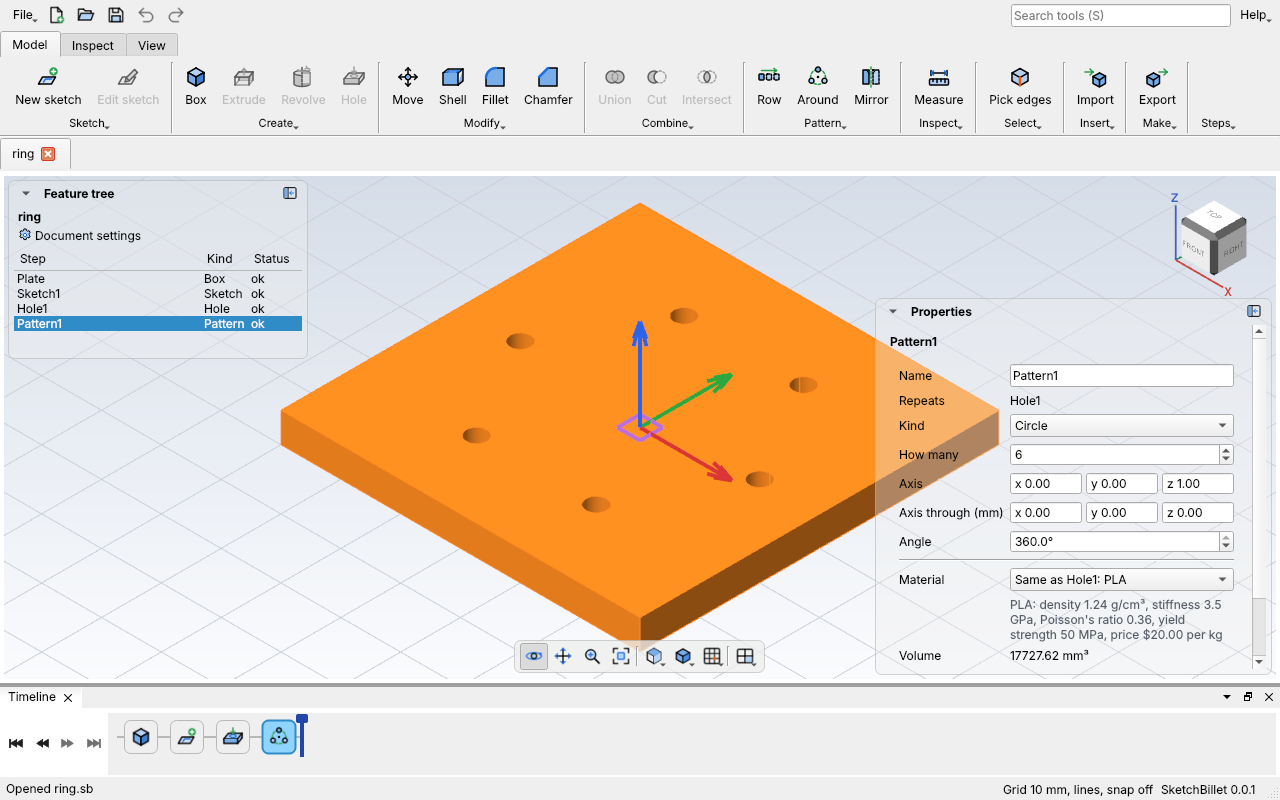 File
Search tools (S)
Help
Model
Inspect
View
New sketch
Edit sketch
Box
Extrude
Revolve
Hole
Move
Shell
Fillet
Chamfer
Union
Cut
Intersect
Row
Around
Mirror
Measure
Pick edges
Import
Export
Sketch
Create
Modify
Combine
Pattern
Inspect
Select
Insert
Make
Steps
ring
Feature tree
ring
Document settings
Step Kind Status
Plate Box ok
Sketch1 Sketch ok
Hole1 Hole ok
Pattern1 Pattern ok
Z
TOP
FRONT
RIGHT
X
Properties
Pattern1
Name Pattern1
Repeats Hole1
Kind Circle
How many 6
Axis x 0.00 y 0.00 z 1.00
Axis through (mm) x 0.00 y 0.00 z 0.00
Angle 360.0°
Material Same as Hole1: PLA
PLA: density 1.24 g/cm³, stiffness 3.5
GPa, Poisson's ratio 0.36, yield
strength 50 MPa, price $20.00 per kg
Volume 17727.62 mm³
Timeline
Opened ring.sb
Grid 10 mm, lines, snap off SketchBillet 0.0.1